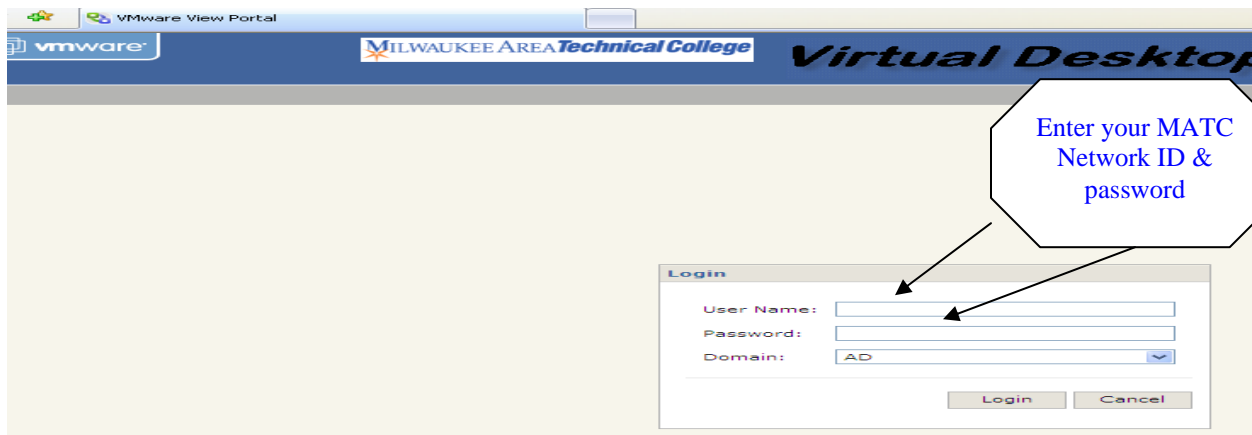 VMware View Portal
vmware
MILWAUKEE AREA Technical College
Virtual Desktop
Enter your MATC
Network ID &
password
Login
User Name:
Password:
Domain: AD
Login Cancel